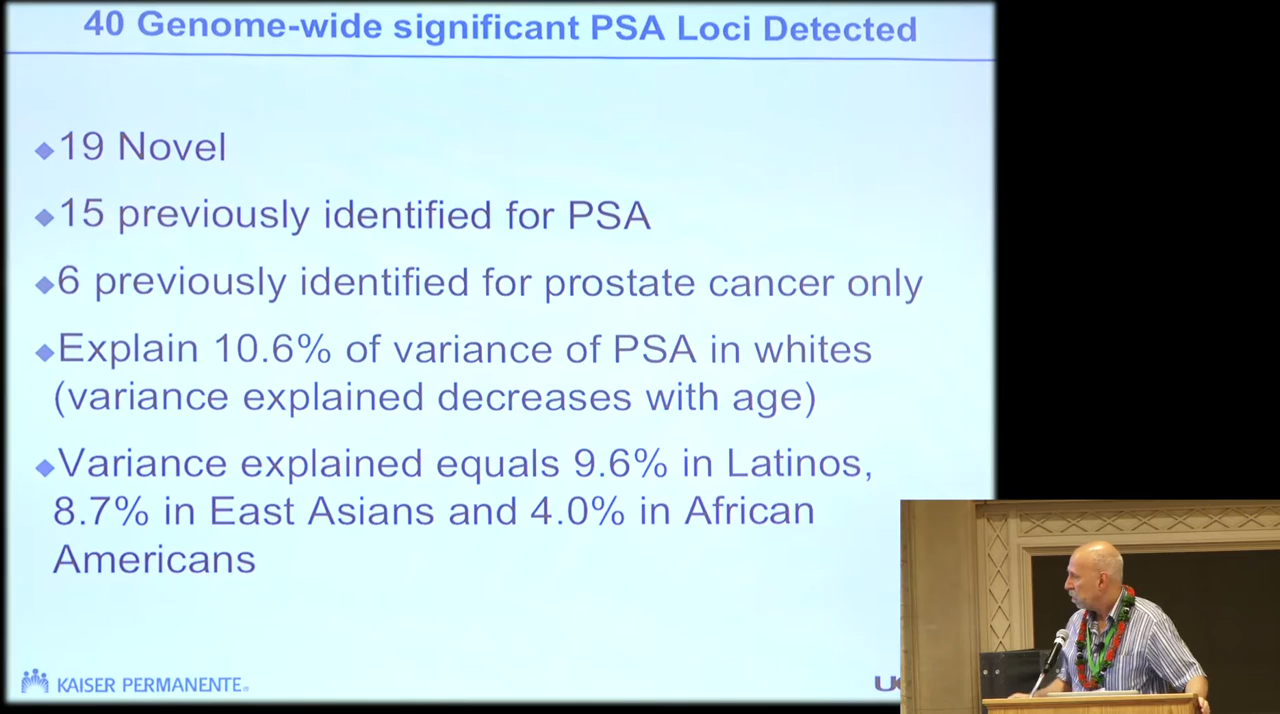 40 Genome-wide significant PSA Loci Detected
19 Novel
15 previously identified for PSA
6 previously identified for prostate cancer only
Explain 10.6% of variance of PSA in whites
(variance explained decreases with age)
Variance explained equals 9.6% in Latinos,
8.7% in East Asians and 4.0% in African
Americans
KAISER PERMANENTE®